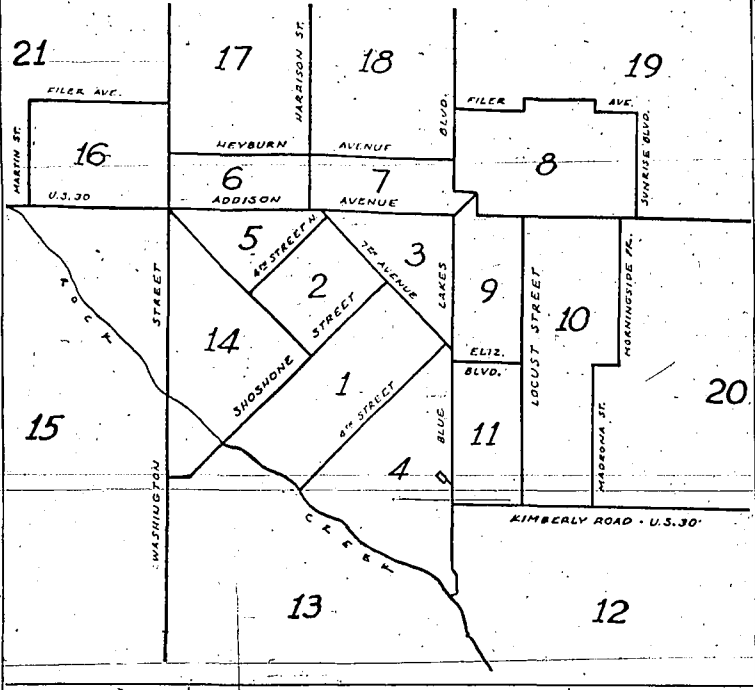 21
17
HARRISON ST.
18
BLVD.
19
FILER AVE.
FILER AVE.
MARTIN ST.
16
HEYBURN AVENUE
8
SUNRISE BLVD.
6
7
U.S. 30
ADDISON AVENUE
5
4TH STREET N.
7TH AVENUE
3
LAKES
9
LOCUST STREET
10
MORNINGSIDE DR.
STREET
2
ROCK
14
SHOSHONE STREET
1
ELIZ.
BLVD.
20
15
4TH STREET
BLUE
11
MADRONA ST.
4
WASHINGTON
KIMBERLY ROAD - U.S. 30
CREEK
13
12